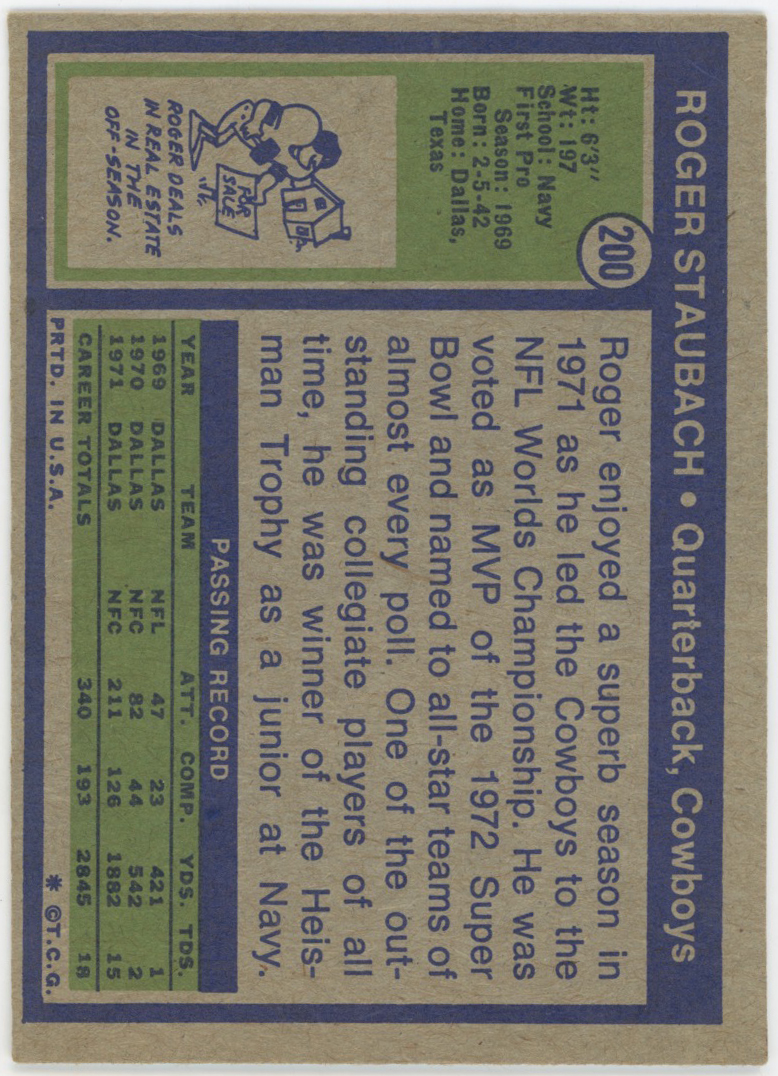 ROGER STAUBACH • Quarterback, Cowboys
200
Ht: 6'3"
Wt: 197
School: Navy
First Pro
Season: 1969
Born: 2-5-42
Home: Dallas,
Texas
FOR
SALE
ROGER DEALS
IN REAL ESTATE
IN THE
OFF-SEASON.
Roger enjoyed a superb season in
1971 as he led the Cowboys to the
NFL Worlds Championship. He was
voted as MVP of the 1972 Super
Bowl and named to all-star teams of
almost every poll. One of the out-
standing collegiate players of all
time, he was winner of the Heis-
man Trophy as a junior at Navy.
PASSING RECORD
YEAR TEAM ATT. COMP. YDS. TDS.
1969 DALLAS NFL 47 23 421 1
1970 DALLAS NFC 82 44 542 2
1971 DALLAS NFC 211 126 1882 15
CAREER TOTALS 340 193 2845 18
PRTD. IN U.S.A. * ©T.C.G.